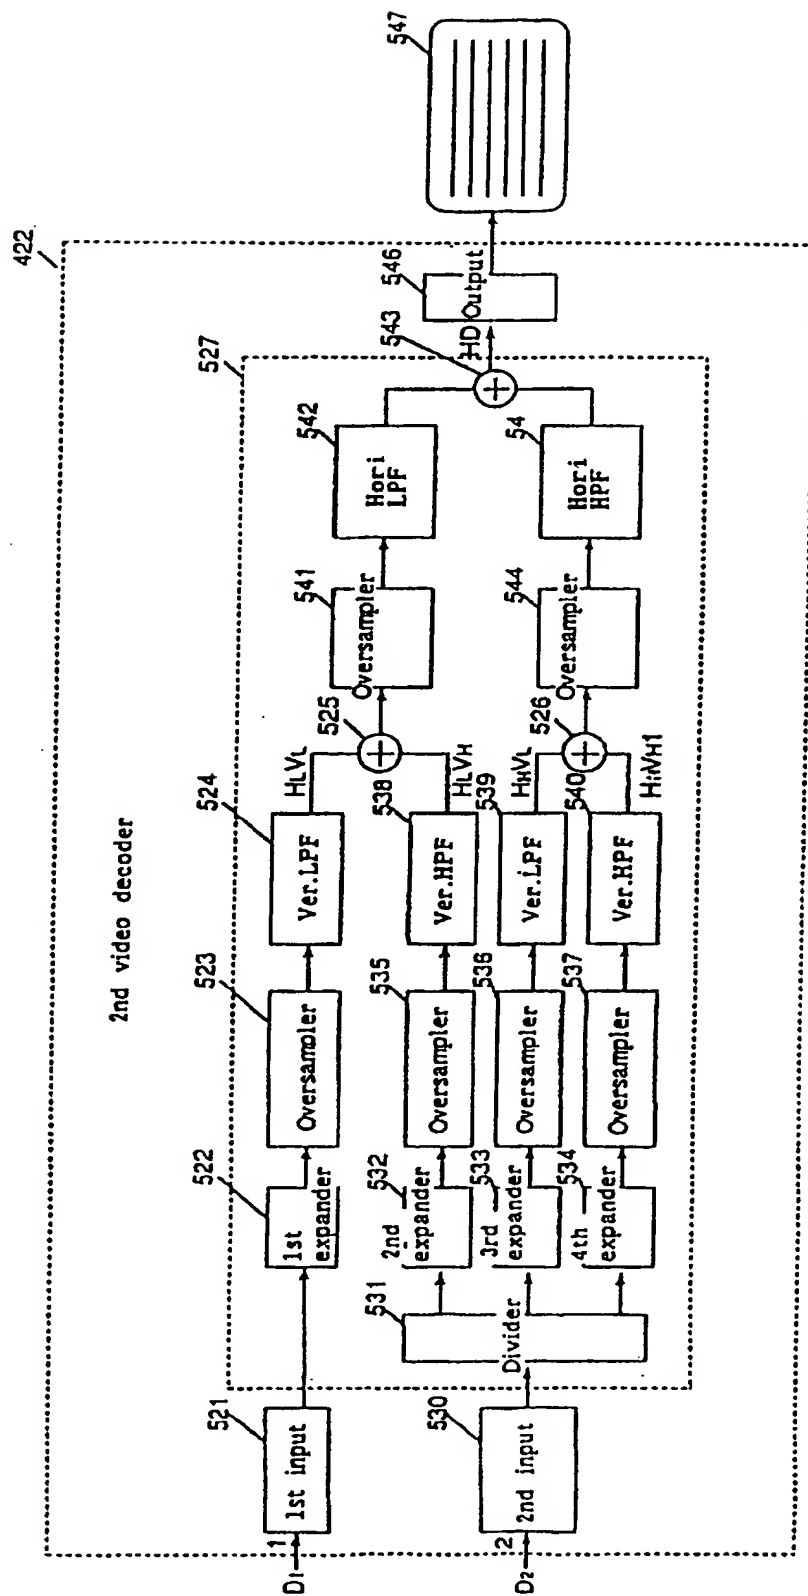 2nd video decoder
422
527
D1
1
521
1st input
522
1st expander
523
Oversampler
524
Ver.LPF
HLVL
525
541
Oversampler
542
Hori LPF
543
HD Output
546
547
D2
2
530
2nd input
531
Divider
532
2nd expander
535
Oversampler
538
Ver.HPF
HLVH
533
3rd expander
536
Oversampler
539
Ver.LPF
HHVL
526
544
Oversampler
54
Hori HPF
534
4th expander
537
Oversampler
540
Ver.HPF